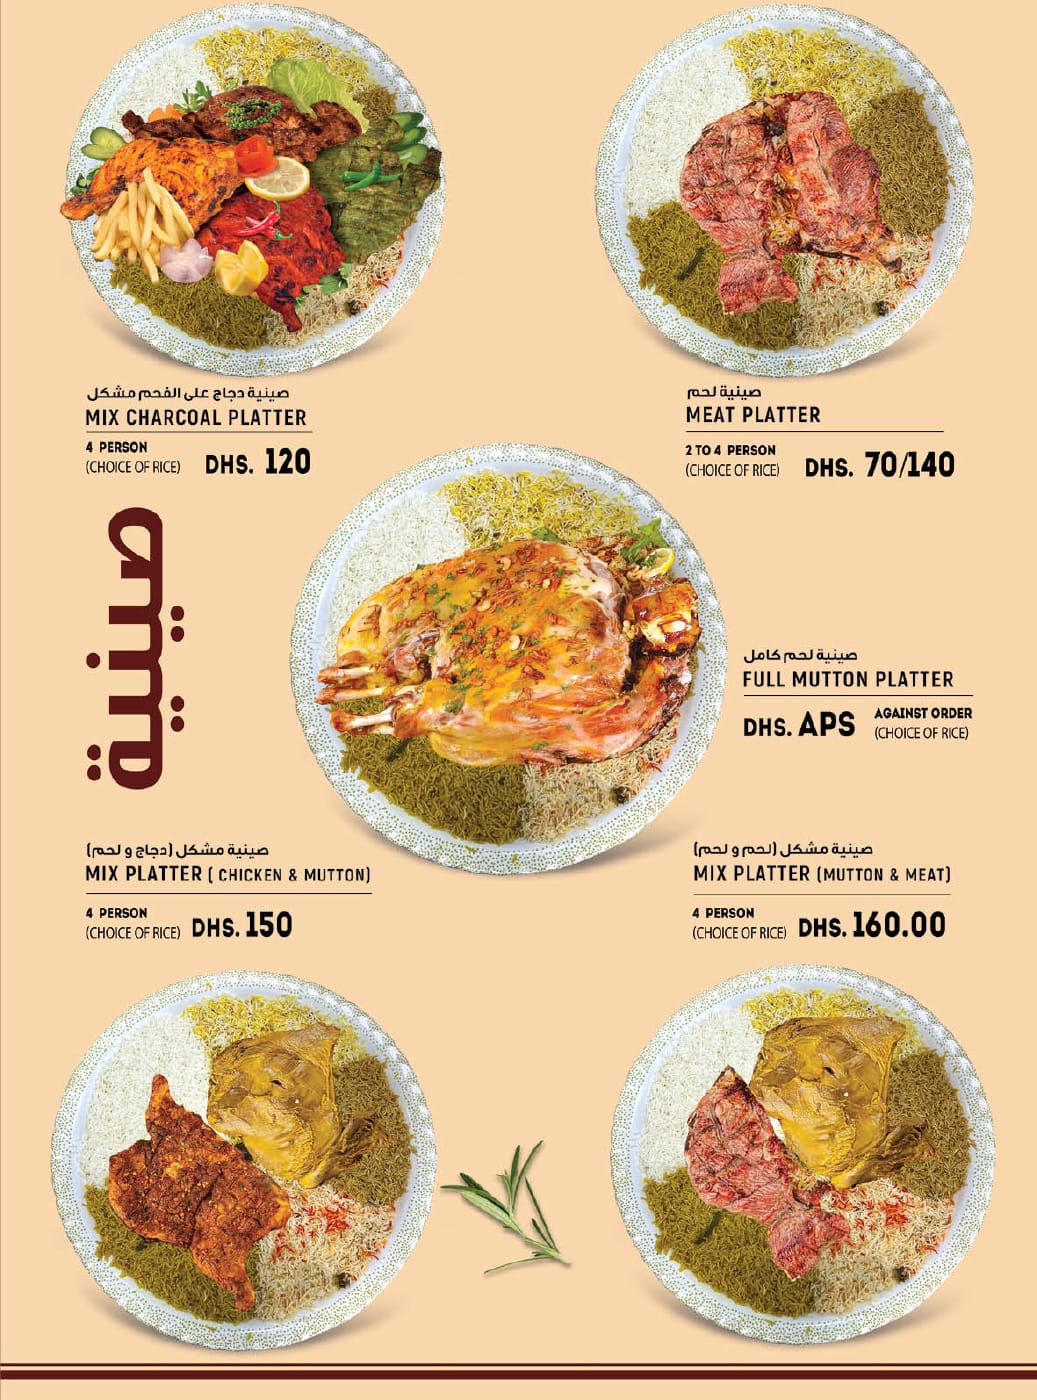 صينية دجاج على الفحم مشكل
MIX CHARCOAL PLATTER
4 PERSON
(CHOICE OF RICE) DHS. 120
صينية لحم
MEAT PLATTER
2 TO 4 PERSON
(CHOICE OF RICE) DHS. 70/140
صينية
صينية لحم كامل
FULL MUTTON PLATTER
DHS. APS AGAINST ORDER
(CHOICE OF RICE)
صينية مشكل (دجاج و لحم)
MIX PLATTER ( CHICKEN & MUTTON)
4 PERSON
(CHOICE OF RICE) DHS. 150
صينية مشكل (لحم و لحم)
MIX PLATTER (MUTTON & MEAT)
4 PERSON
(CHOICE OF RICE) DHS. 160.00